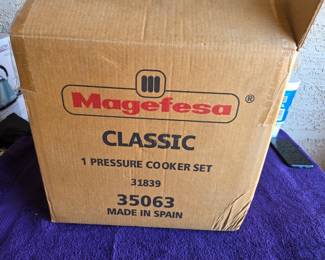 Magefesa®
CLASSIC
1 PRESSURE COOKER SET
31839
35063
MADE IN SPAIN